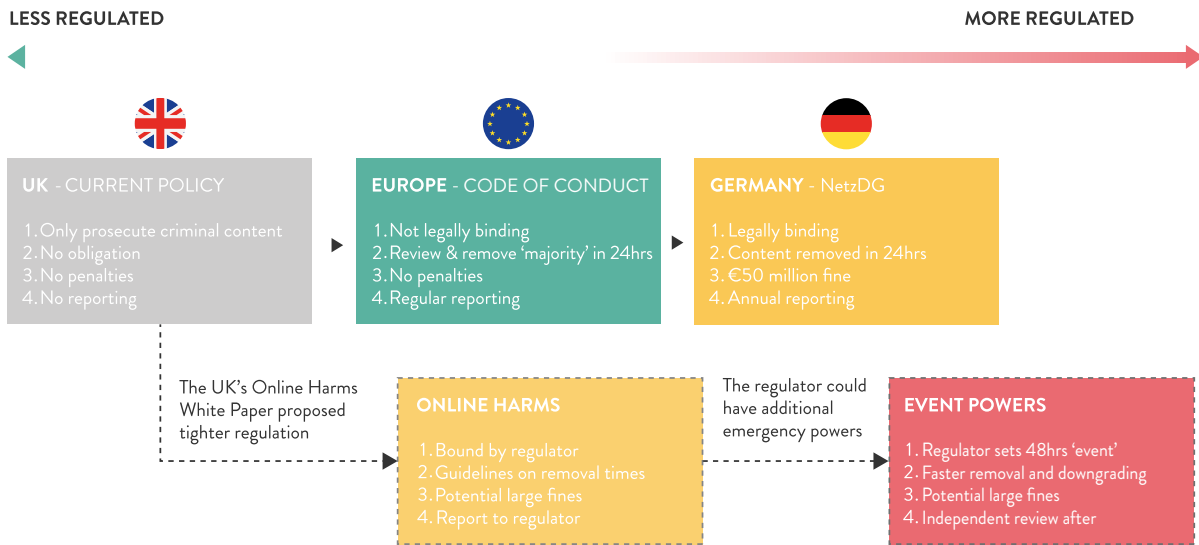 LESS REGULATED
MORE REGULATED
UK - CURRENT POLICY
1. Only prosecute criminal content
2. No obligation
3. No penalties
4. No reporting
EUROPE - CODE OF CONDUCT
1. Not legally binding
2. Review & remove ‘majority’ in 24hrs
3. No penalties
4. Regular reporting
GERMANY - NetzDG
1. Legally binding
2. Content removed in 24hrs
3. €50 million fine
4. Annual reporting
The UK’s Online Harms
White Paper proposed
tighter regulation
ONLINE HARMS
1. Bound by regulator
2. Guidelines on removal times
3. Potential large fines
4. Report to regulator
The regulator could
have additional
emergency powers
EVENT POWERS
1. Regulator sets 48hrs ‘event’
2. Faster removal and downgrading
3. Potential large fines
4. Independent review after